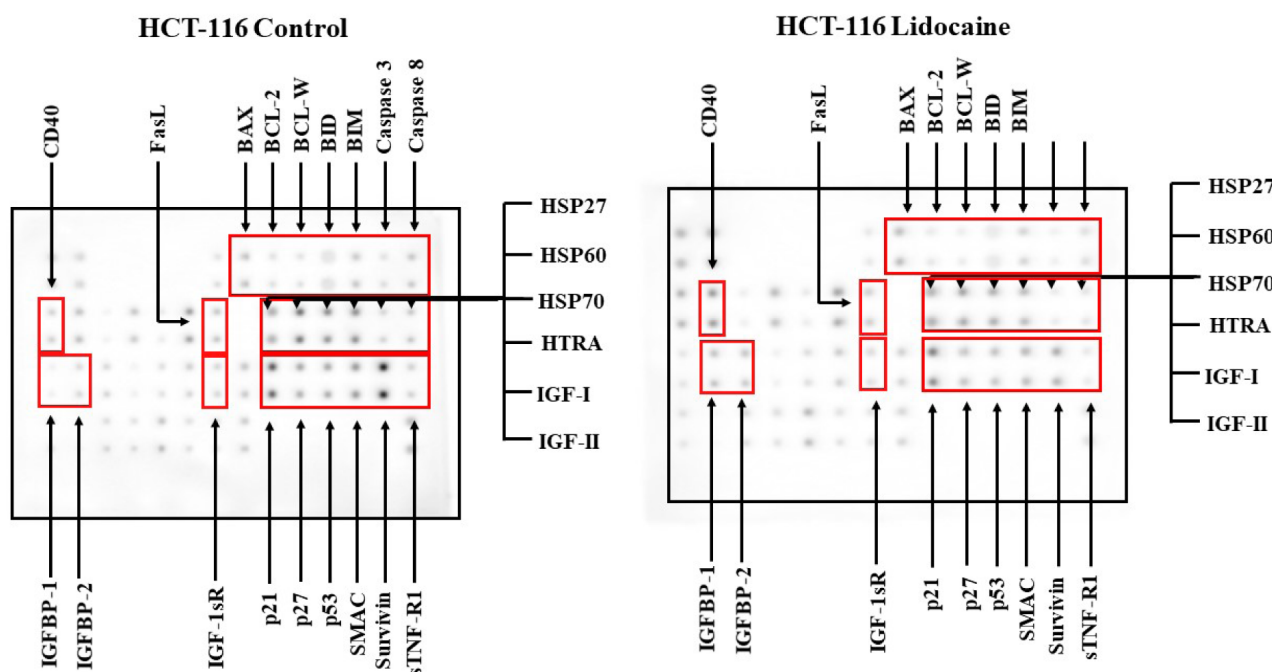 HCT-116 Control
CD40
FasL
BAX
BCL-2
BCL-W
BID
BIM
Caspase 3
Caspase 8
HSP27
HSP60
HSP70
HTRA
IGF-I
IGF-II
IGFBP-1
IGFBP-2
IGF-1sR
p21
p27
p53
SMAC
Survivin
sTNF-R1
HCT-116 Lidocaine
CD40
FasL
BAX
BCL-2
BCL-W
BID
BIM
HSP27
HSP60
HSP70
HTRA
IGF-I
IGF-II
IGFBP-1
IGFBP-2
IGF-1sR
p21
p27
p53
SMAC
Survivin
sTNF-R1